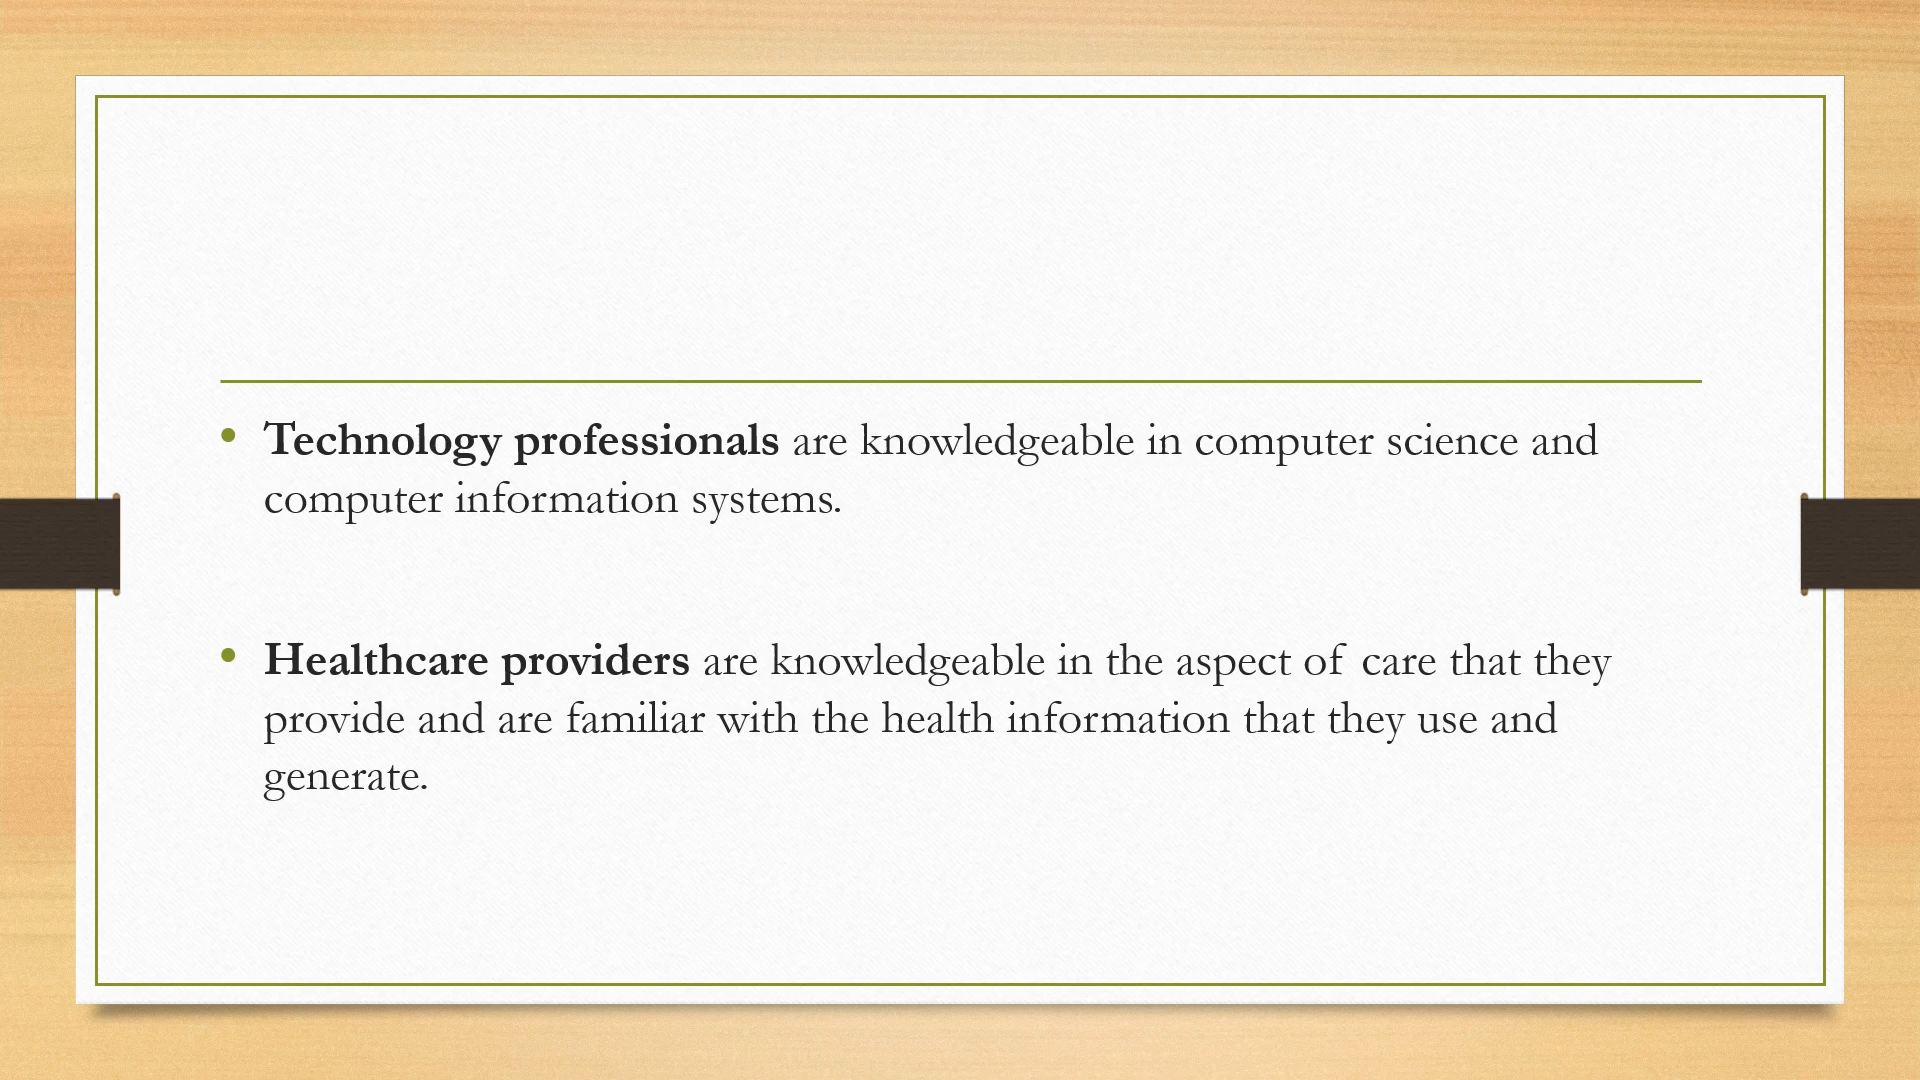 • Technology professionals are knowledgeable in computer science and
computer information systems.
• Healthcare providers are knowledgeable in the aspect of care that they
provide and are familiar with the health information that they use and
generate.